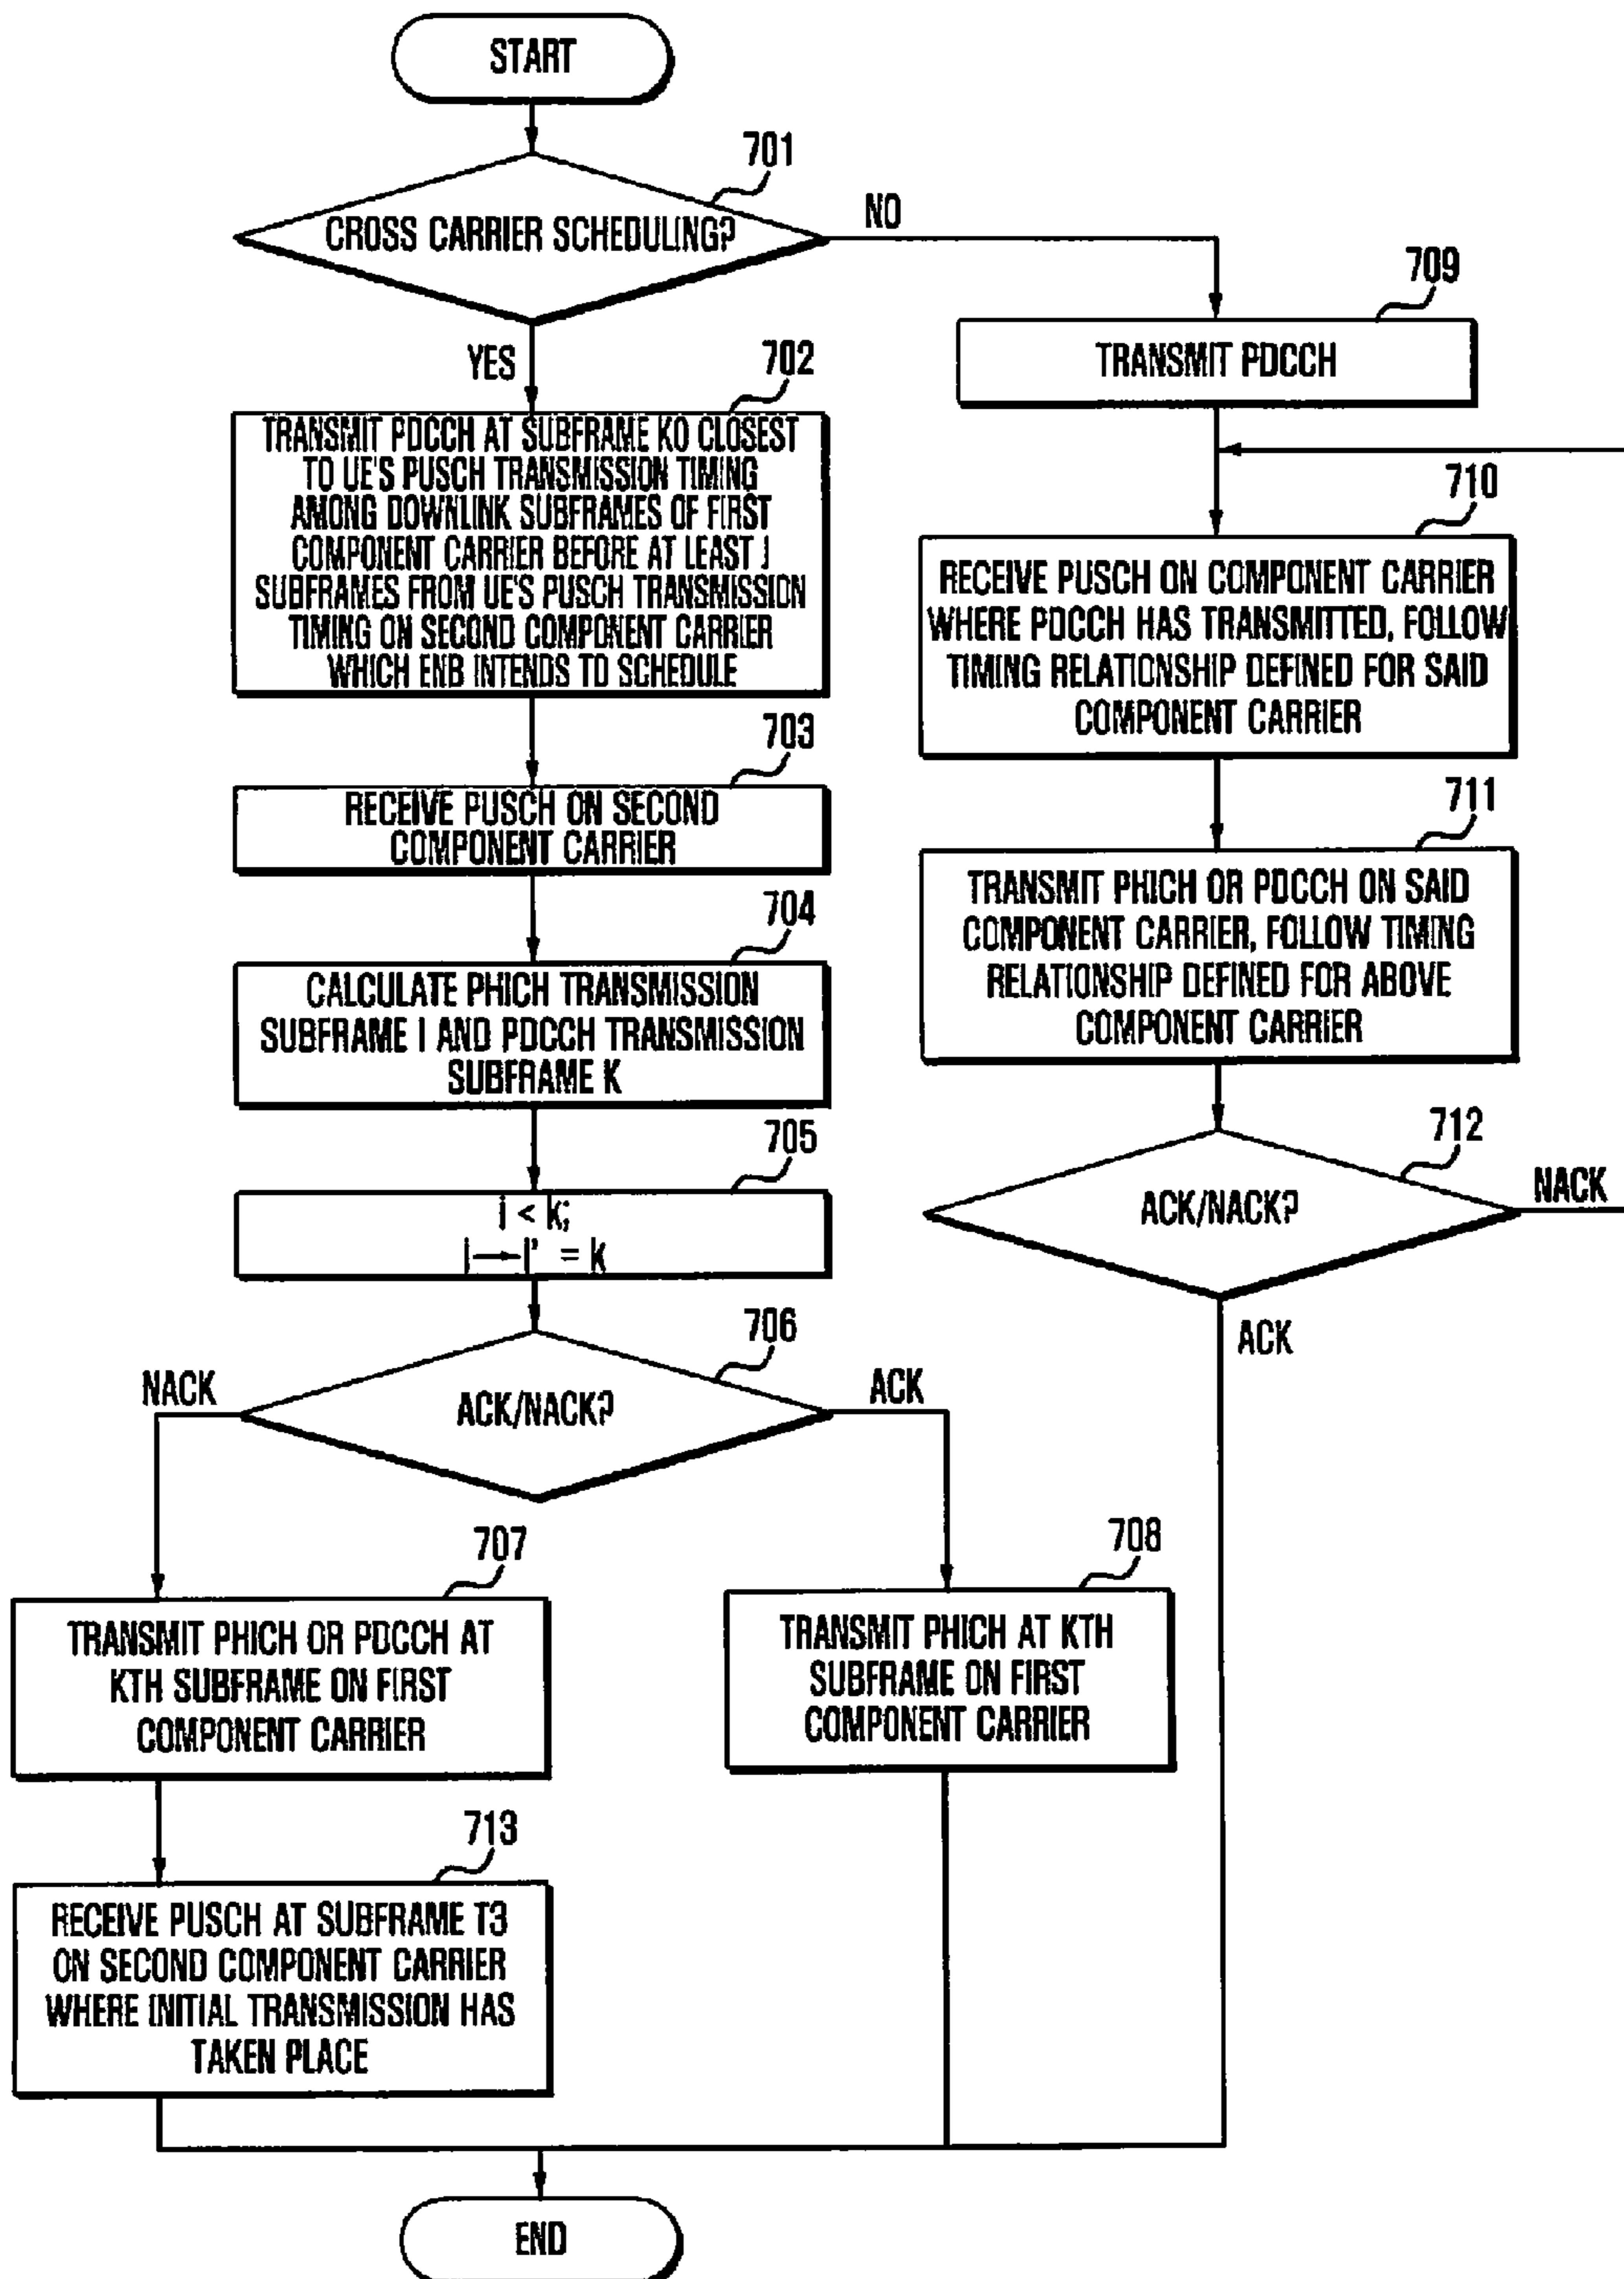 START
701
CROSS CARRIER SCHEDULING?
NO
YES
702
TRANSMIT PDCCH AT SUBFRAME K0 CLOSEST
TO UE'S PUSCH TRANSMISSION TIMING
AMONG DOWNLINK SUBFRAMES OF FIRST
COMPONENT CARRIER BEFORE AT LEAST J
SUBFRAMES FROM UE'S PUSCH TRANSMISSION
TIMING ON SECOND COMPONENT CARRIER
WHICH ENB INTENDS TO SCHEDULE
703
RECEIVE PUSCH ON SECOND
COMPONENT CARRIER
704
CALCULATE PHICH TRANSMISSION
SUBFRAME I AND PDCCH TRANSMISSION
SUBFRAME K
705
i < k;
i→i' = k
706
ACK/NACK?
NACK
ACK
707
TRANSMIT PHICH OR PDCCH AT
KTH SUBFRAME ON FIRST
COMPONENT CARRIER
708
TRANSMIT PHICH AT KTH
SUBFRAME ON FIRST
COMPONENT CARRIER
713
RECEIVE PUSCH AT SUBFRAME T3
ON SECOND COMPONENT CARRIER
WHERE INITIAL TRANSMISSION HAS
TAKEN PLACE
709
TRANSMIT PDCCH
710
RECEIVE PUSCH ON COMPONENT CARRIER
WHERE PDCCH HAS TRANSMITTED, FOLLOW
TIMING RELATIONSHIP DEFINED FOR SAID
COMPONENT CARRIER
711
TRANSMIT PHICH OR PDCCH ON SAID
COMPONENT CARRIER, FOLLOW TIMING
RELATIONSHIP DEFINED FOR ABOVE
COMPONENT CARRIER
712
ACK/NACK?
NACK
ACK
END